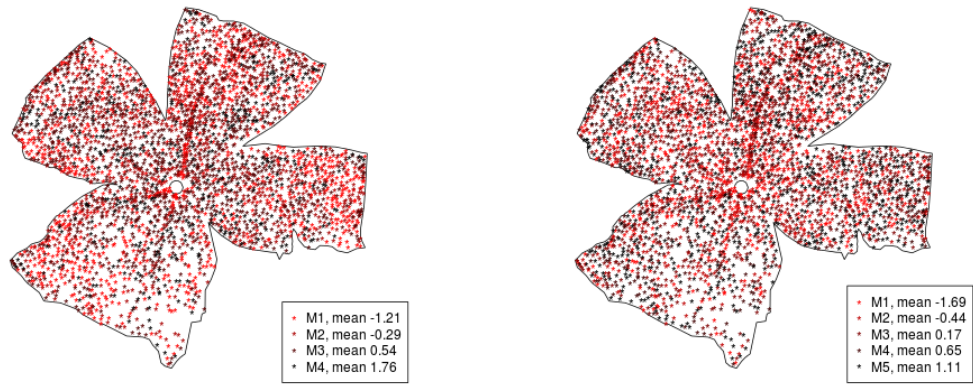 M1, mean -1.21
M2, mean -0.29
M3, mean 0.54
M4, mean 1.76
M1, mean -1.69
M2, mean -0.44
M3, mean 0.17
M4, mean 0.65
M5, mean 1.11